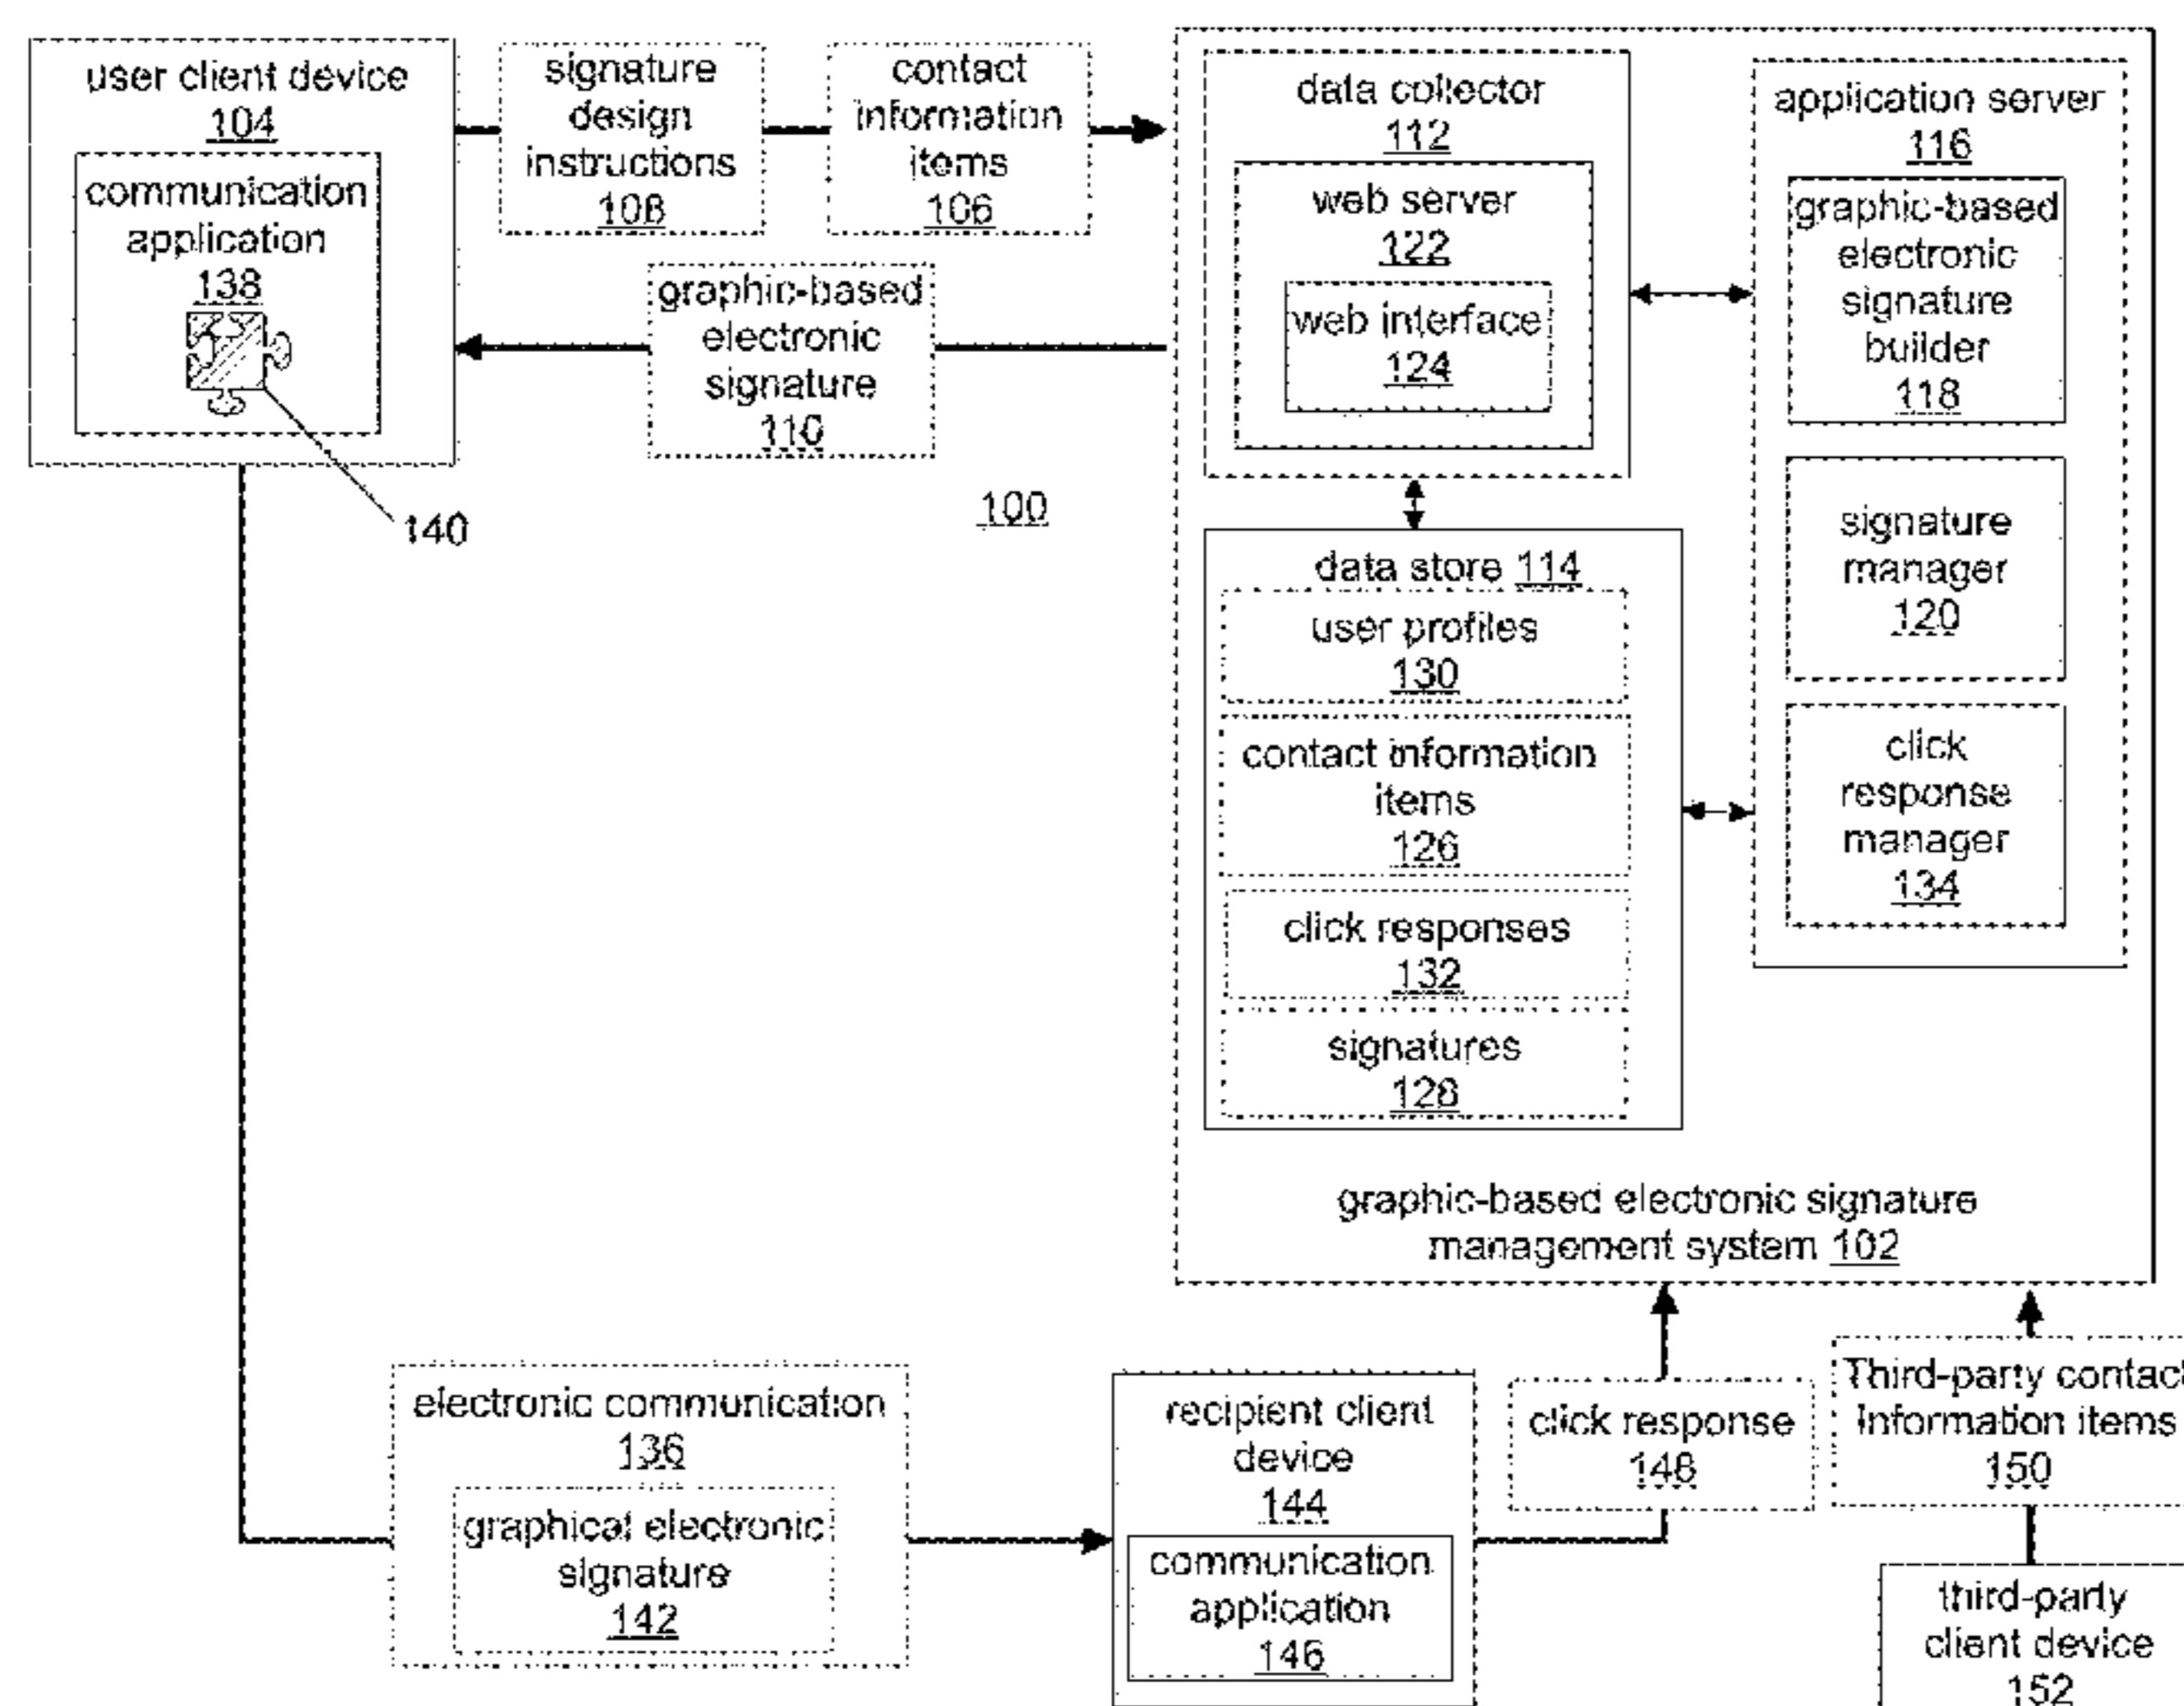 user client device
104
communication
application
138
140
signature
design
instructions
108
contact
information
items
106
graphic-based
electronic
signature
110
100
data collector
112
web server
122
web interface
124
application server
116
graphic-based
electronic
signature
builder
118
signature
manager
120
click
response
manager
134
data store 114
user profiles
130
contact information
items
126
click responses
132
signatures
128
graphic-based electronic signature
management system 102
electronic communication
136
graphical electronic
signature
142
recipient client
device
144
communication
application
146
click response
148
Third-party contact
Information items
150
third-party
client device
152